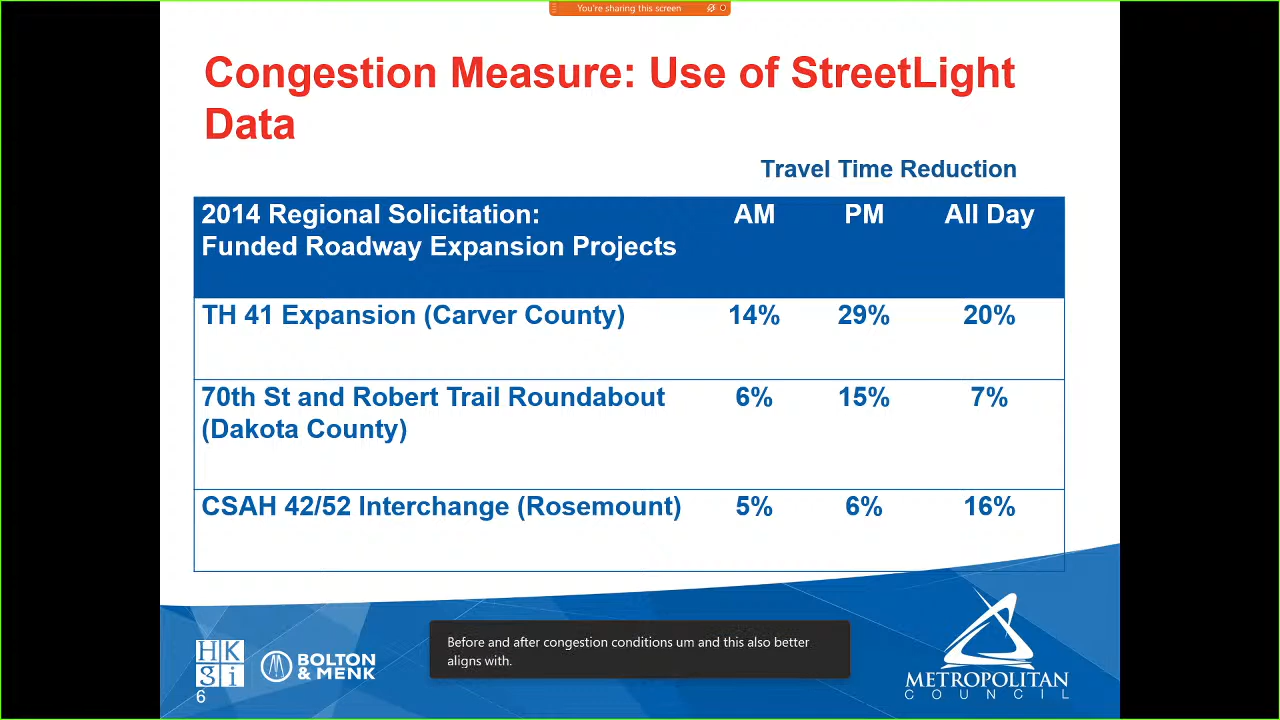 You're sharing this screen
Congestion Measure: Use of StreetLight
Data
Travel Time Reduction
2014 Regional Solicitation:
Funded Roadway Expansion Projects
AM PM All Day
TH 41 Expansion (Carver County) 14% 29% 20%
70th St and Robert Trail Roundabout
(Dakota County)
6% 15% 7%
CSAH 42/52 Interchange (Rosemount) 5% 6% 16%
Before and after congestion conditions um and this also better
aligns with.
HK
gi
BOLTON
& MENK
METROPOLITAN
COUNCIL
6